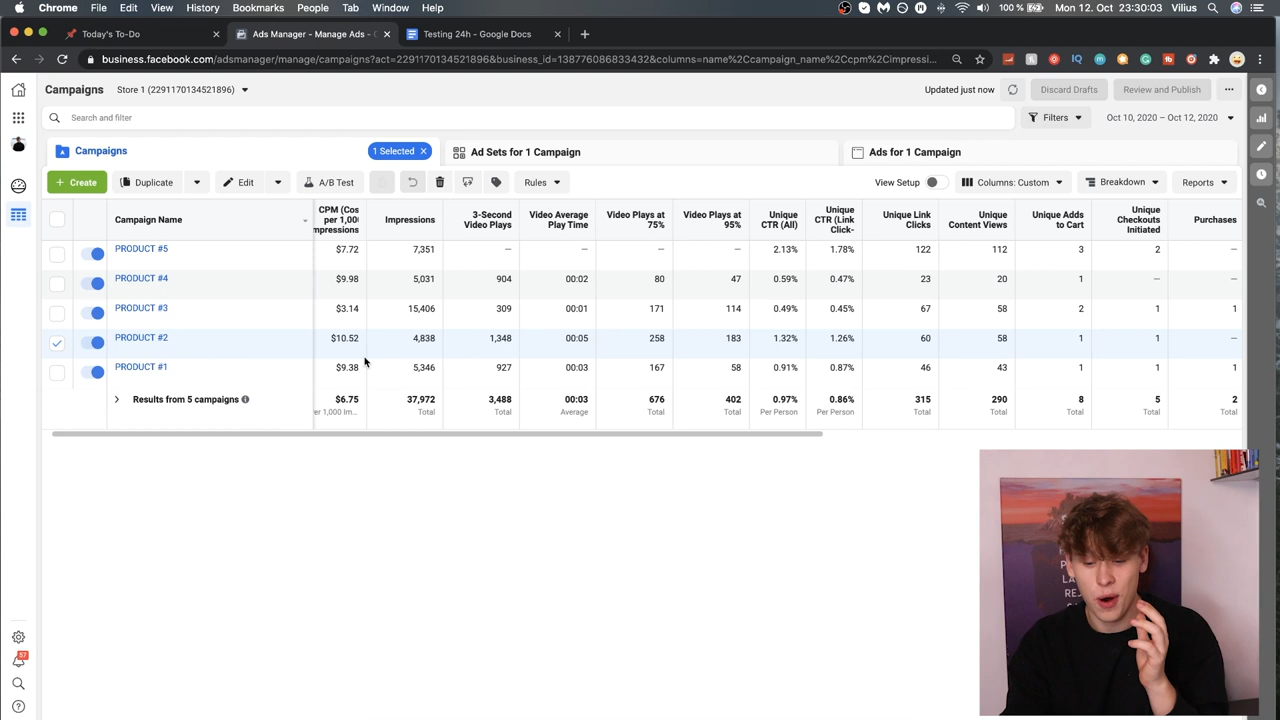 Chrome File Edit View History Bookmarks People Tab Window Help 100 % Mon 12. Oct 23:30:03 Vilius
Today's To-Do Ads Manager - Manage Ads - Testing 24h - Google Docs
business.facebook.com/adsmanager/manage/campaigns?act=2291170134521896&business_id=138776086833432&columns=name%2Ccampaign_name%2Ccpm%2Cimpressi...
Campaigns Store 1 (2291170134521896) Updated just now Discard Drafts Review and Publish
Search and filter Filters Oct 10, 2020 – Oct 12, 2020
Campaigns 1 Selected Ad Sets for 1 Campaign Ads for 1 Campaign
+ Create Duplicate Edit A/B Test Rules View Setup Columns: Custom Breakdown Reports
Campaign Name CPM (Cos per 1,000 mpressions Impressions 3-Second Video Plays Video Average Play Time Video Plays at 75% Video Plays at 95% Unique CTR (All) Unique CTR (Link Click- Unique Link Clicks Unique Content Views Unique Adds to Cart Unique Checkouts Initiated Purchases
PRODUCT #5 $7.72 7,351 — — — — 2.13% 1.78% 122 112 3 2 —
PRODUCT #4 $9.98 5,031 904 00:02 80 47 0.59% 0.47% 23 20 1 — —
PRODUCT #3 $3.14 15,406 309 00:01 171 114 0.49% 0.45% 67 58 2 1 1
PRODUCT #2 $10.52 4,838 1,348 00:05 258 183 1.32% 1.26% 60 58 1 1 —
PRODUCT #1 $9.38 5,346 927 00:03 167 58 0.91% 0.87% 46 43 1 1 1
Results from 5 campaigns $6.75 37,972 3,488 00:03 676 402 0.97% 0.86% 315 290 8 5 2
er 1,000 Im... Total Total Average Total Total Per Person Per Person Total Total Total Total Total
57